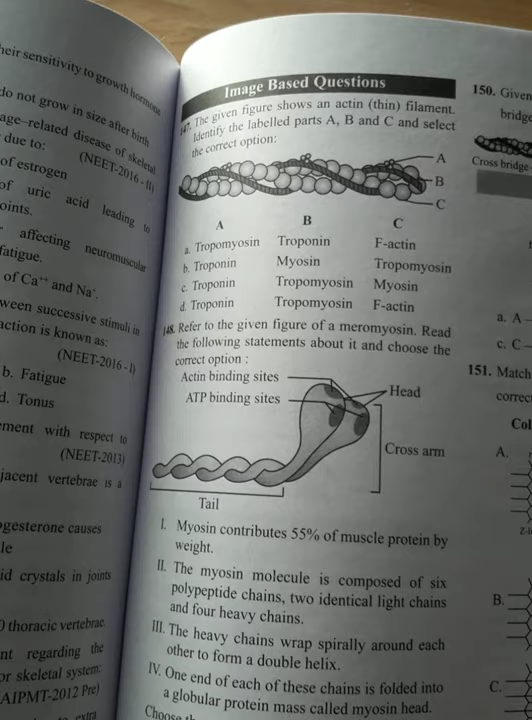 heir sensitivity to growth hormone
do not grow in size after birth
age-related disease of skeletal
due to:
(NEET-2016 - II)
of estrogen
of uric acid leading to
oints.
affecting neuromuscular
fatigue.
of Ca++ and Na+.
ween successive stimuli in
action is known as:
(NEET-2016 -I)
b. Fatigue
d. Tonus
ement with respect to
(NEET-2013)
jacent vertebrae is a
ogesterone causes
le
id crystals in joints
0 thoracic vertebrae.
nt regarding the
or skeletal system:
AIPMT-2012 Pre)
extra
Image Based Questions
147. The given figure shows an actin (thin) filament.
Identify the labelled parts A, B and C and select
the correct option:
A
B
C
A B C
a. Tropomyosin Troponin F-actin
b. Troponin Myosin Tropomyosin
c. Troponin Tropomyosin Myosin
d. Troponin Tropomyosin F-actin
148. Refer to the given figure of a meromyosin. Read
the following statements about it and choose the
correct option :
Actin binding sites
ATP binding sites
Head
Cross arm
Tail
I. Myosin contributes 55% of muscle protein by
weight.
II. The myosin molecule is composed of six
polypeptide chains, two identical light chains
and four heavy chains.
III. The heavy chains wrap spirally around each
other to form a double helix.
IV. One end of each of these chains is folded into
a globular protein mass called myosin head.
Choose th
150. Given
bridge
Cross bridge
a. A –
c. C –
151. Match
correc
Col
A.
Z-li
B.
C.